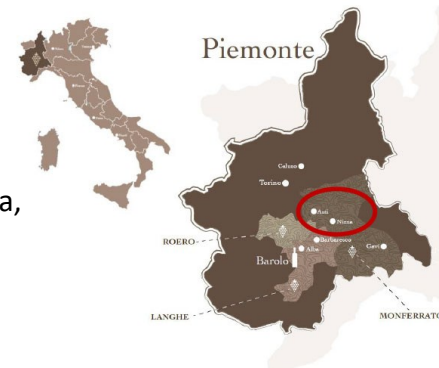 Piemonte
a,
Caluso
Torino
Asti
Nizza
ROERO
Barbaresco
Alba
Gavi
Barolo
LANGHE
MONFERRATO